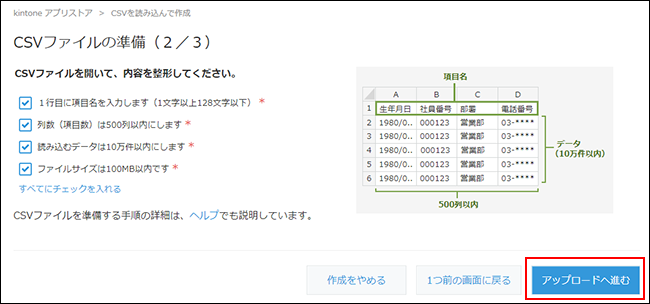 kintone アプリストア > CSVを読み込んで作成
CSVファイルの準備（２／３）
CSVファイルを開いて、内容を整形してください。
１行目に項目名を入力します（1文字以上128文字以下） *
列数（項目数）は500列以内にします *
読み込むデータは10万件以内にします *
ファイルサイズは100MB以内です *
すべてにチェックを入れる
CSVファイルを準備する手順の詳細は、ヘルプでも説明しています。
項目名
A B C D
1 生年月日 社員番号 部署 電話番号
2 1980/0.. 000123 営業部 03-****
3 1980/0.. 000123 営業部 03-****
4 1980/0.. 000123 営業部 03-****
5 1980/0.. 000123 営業部 03-****
6 1980/0.. 000123 営業部 03-****
データ
（10万件以内）
500列以内
作成をやめる
1つ前の画面に戻る
アップロードへ進む